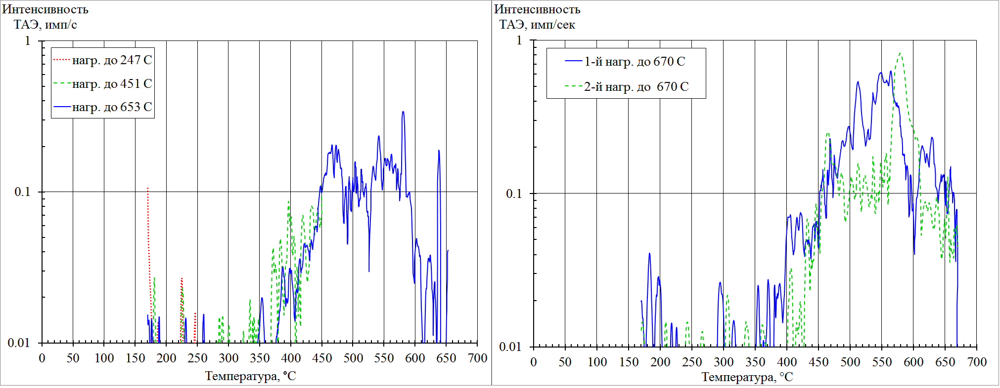 Интенсивность
ТАЭ, имп/с
1
0.1
0.01
нагр. до 247 С
нагр. до 451 С
нагр. до 653 С
0 50 100 150 200 250 300 350 400 450 500 550 600 650 700
Температура, °С
Интенсивность
ТАЭ, имп/сек
1
0.1
0.01
1-й нагр. до 670 С
2-й нагр. до 670 С
0 50 100 150 200 250 300 350 400 450 500 550 600 650 700
Температура, °С